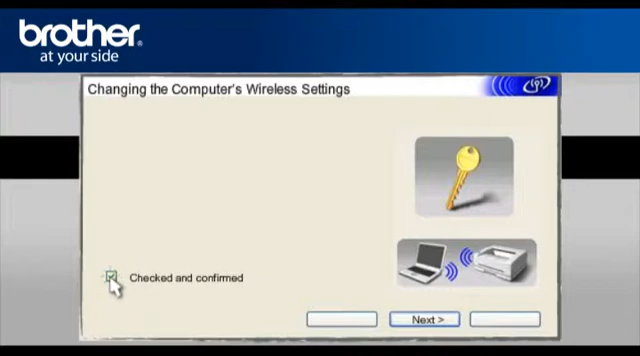 brother
at your side
Changing the Computer's Wireless Settings
Checked and confirmed
Next >